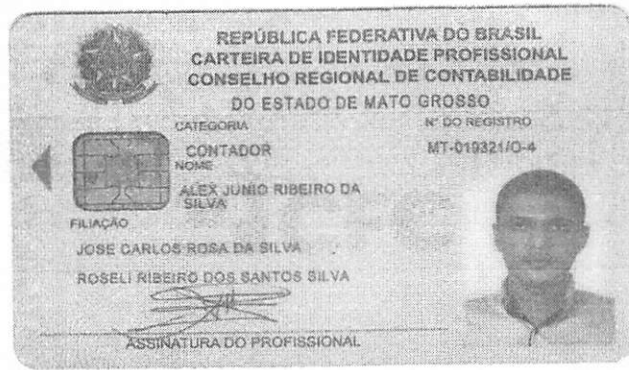 REPÚBLICA FEDERATIVA DO BRASIL
CARTEIRA DE IDENTIDADE PROFISSIONAL
CONSELHO REGIONAL DE CONTABILIDADE
DO ESTADO DE MATO GROSSO
CATEGORIA
Nº DO REGISTRO
CONTADOR
MT-019321/O-4
NOME
ALEX JUNIO RIBEIRO DA
SILVA
FILIAÇÃO
JOSE CARLOS ROSA DA SILVA
ROSELI RIBEIRO DOS SANTOS SILVA
ASSINATURA DO PROFISSIONAL